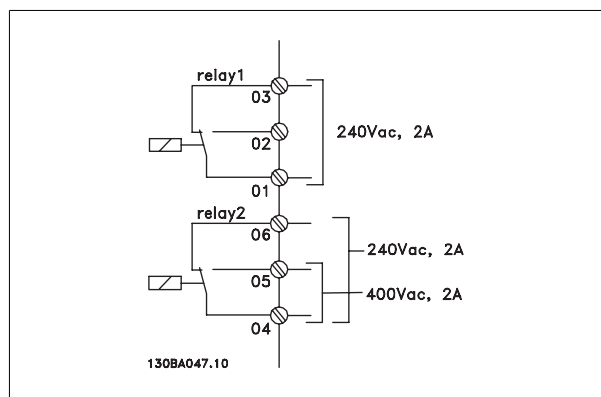 relay1
03
02
240Vac, 2A
01
relay2
06
240Vac, 2A
05
400Vac, 2A
04
130BA047.10